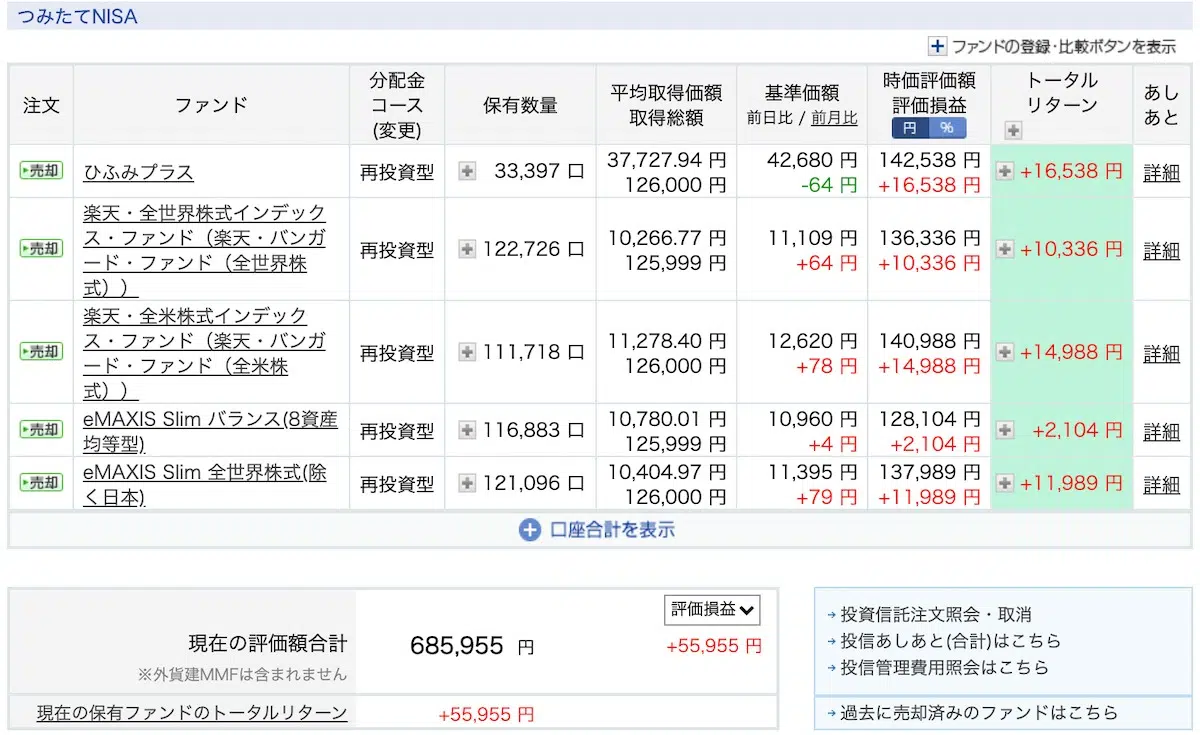 つみたてNISA
ファンドの登録・比較ボタンを表示
注文
ファンド
分配金
コース
(変更)
保有数量
平均取得価額
取得総額
基準価額
前日比 / 前月比
時価評価額
評価損益
円 %
トータル
リターン
あし
あと
売却
ひふみプラス
再投資型
33,397 口
37,727.94 円
126,000 円
42,680 円
-64 円
142,538 円
+16,538 円
+16,538 円
詳細
売却
楽天・全世界株式インデック
ス・ファンド（楽天・バンガ
ード・ファンド（全世界株
式））
再投資型
122,726 口
10,266.77 円
125,999 円
11,109 円
+64 円
136,336 円
+10,336 円
+10,336 円
詳細
売却
楽天・全米株式インデック
ス・ファンド（楽天・バンガ
ード・ファンド（全米株
式））
再投資型
111,718 口
11,278.40 円
126,000 円
12,620 円
+78 円
140,988 円
+14,988 円
+14,988 円
詳細
売却
eMAXIS Slim バランス(8資産
均等型)
再投資型
116,883 口
10,780.01 円
125,999 円
10,960 円
+4 円
128,104 円
+2,104 円
+2,104 円
詳細
売却
eMAXIS Slim 全世界株式(除
く日本)
再投資型
121,096 口
10,404.97 円
126,000 円
11,395 円
+79 円
137,989 円
+11,989 円
+11,989 円
詳細
口座合計を表示
現在の評価額合計
※外貨建MMFは含まれません
685,955 円
評価損益
+55,955 円
現在の保有ファンドのトータルリターン
+55,955 円
投資信託注文照会・取消
投信あしあと(合計)はこちら
投信管理費用照会はこちら
過去に売却済みのファンドはこちら